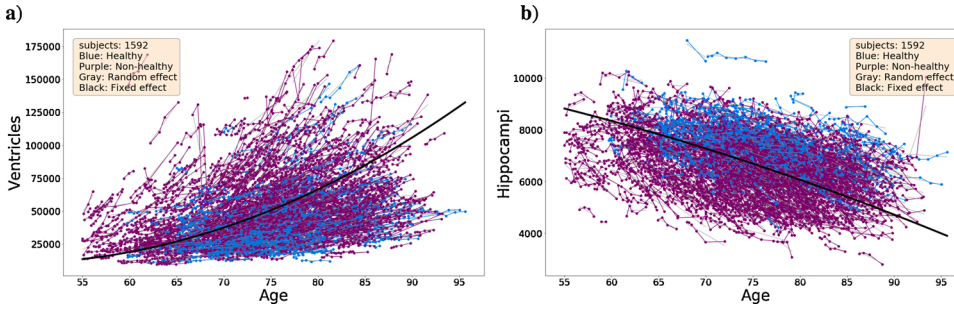 a)
subjects: 1592
Blue: Healthy
Purple: Non-healthy
Gray: Random effect
Black: Fixed effect
Ventricles
175000
150000
125000
100000
75000
50000
25000
55 60 65 70 75 80 85 90 95
Age
b)
subjects: 1592
Blue: Healthy
Purple: Non-healthy
Gray: Random effect
Black: Fixed effect
Hippocampi
10000
8000
6000
4000
55 60 65 70 75 80 85 90 95
Age